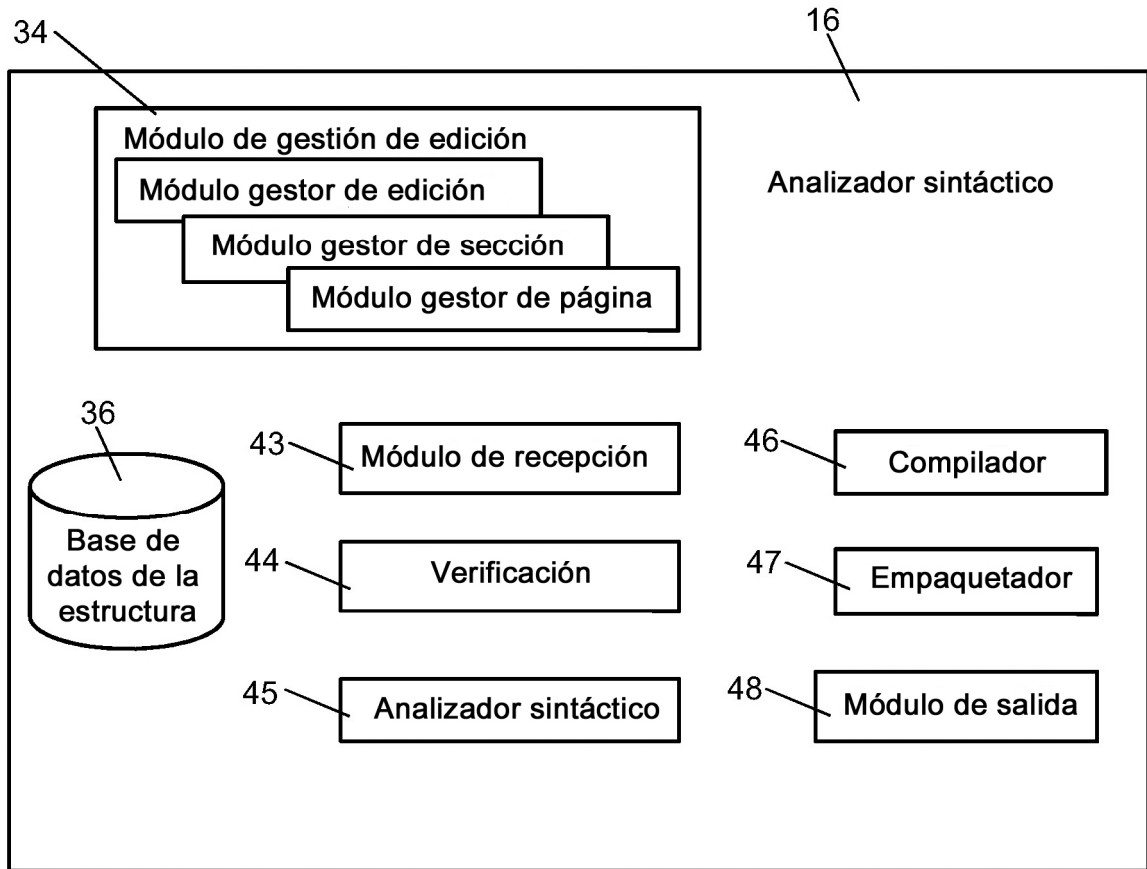 34
16
Módulo de gestión de edición
Módulo gestor de edición
Módulo gestor de sección
Módulo gestor de página
Analizador sintáctico
36
Base de
datos de la
estructura
43
Módulo de recepción
44
Verificación
45
Analizador sintáctico
46
Compilador
47
Empaquetador
48
Módulo de salida